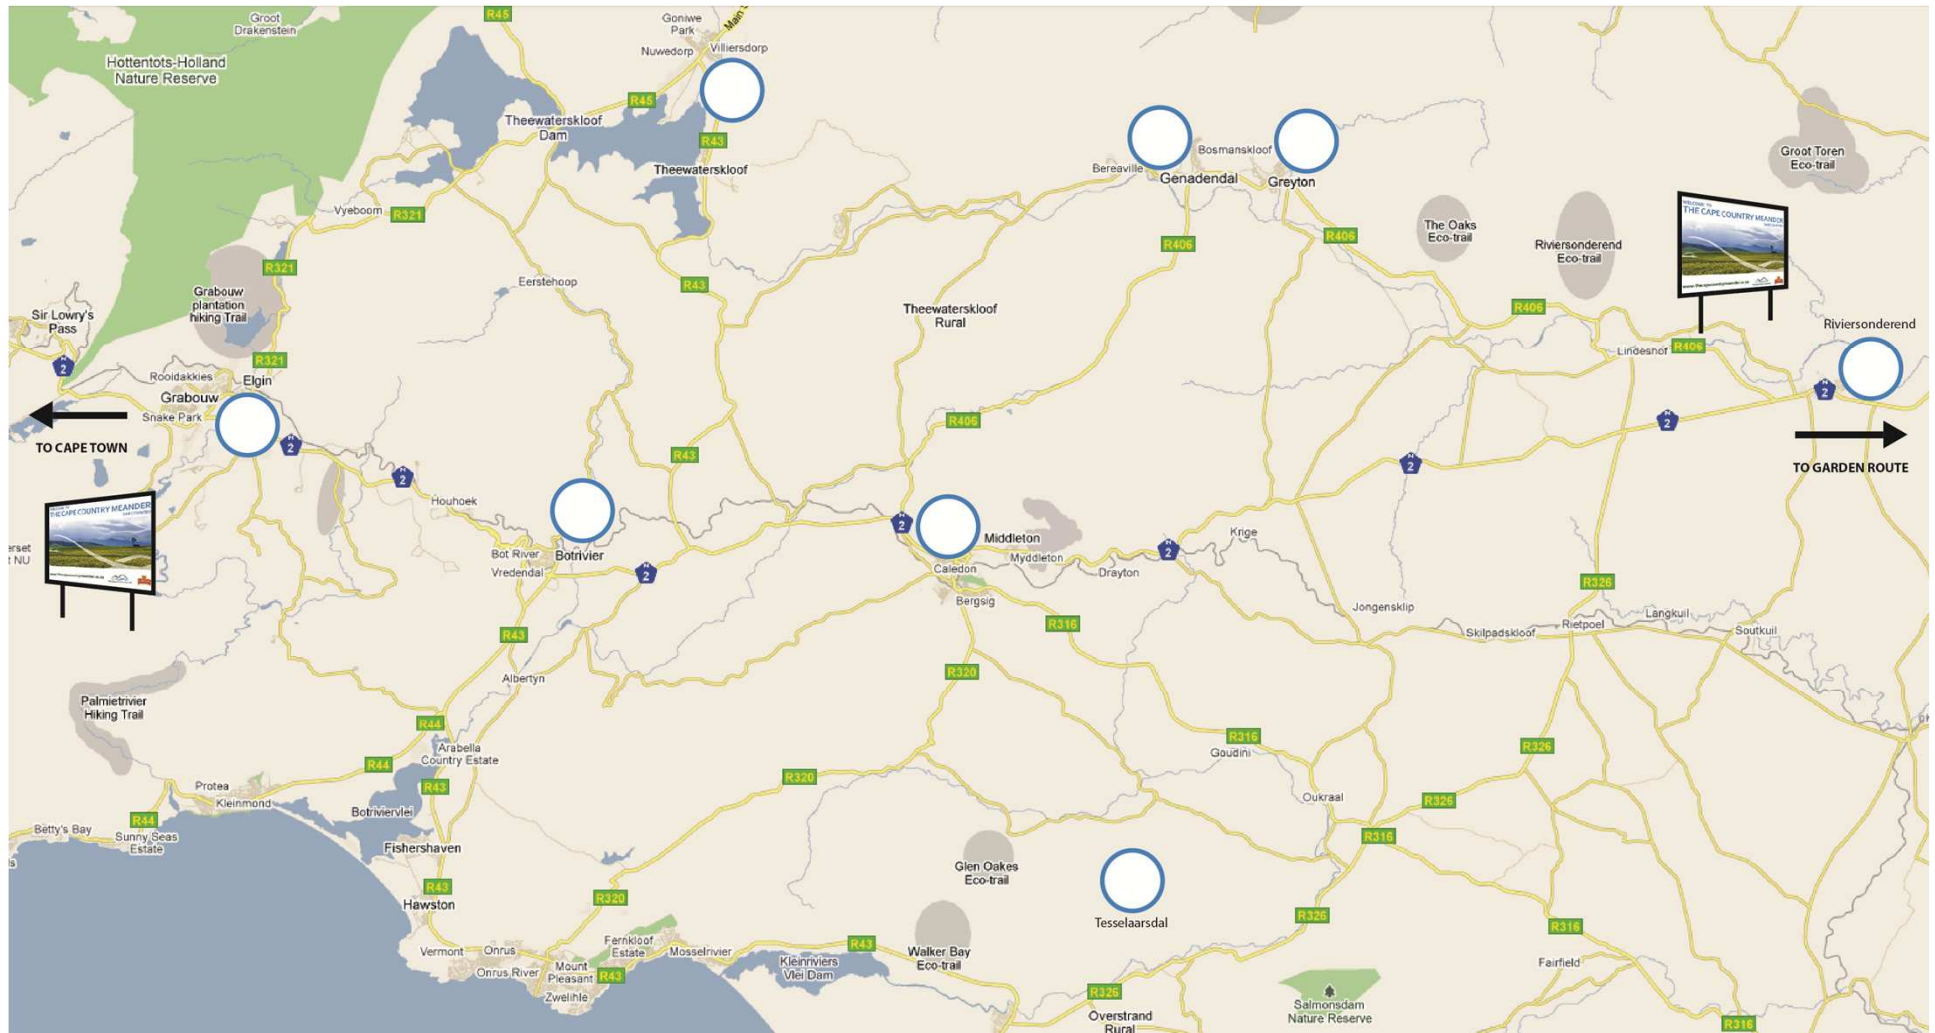 R45
Groot
Drakenstein
Goniwe
Park
Nuwedorp
Villiersdorp
Hottentots-Holland
Nature Reserve
R45
Theewaterskloof
Dam
R43
Theewaterskloof
Bereaville
Bosmanskloof
Genadendal
Greyton
Groot Toren
Eco-trail
Vyeboom
R321
R406
R406
The Oaks
Eco-trail
Riviersonderend
Eco-trail
THE CAPE COUNTRY MEANDER
R321
Grabouw
plantation
hiking Trail
Eerstehoop
R43
Theewaterskloof
Rural
R406
Sir Lowry's
Pass
N
2
R321
Riviersonderend
Lindeshof
R406
Rooidakkies
Elgin
Grabouw
Snake Park
N
2
TO CAPE TOWN
N
2
R406
N
2
TO GARDEN ROUTE
R43
N
2
N
2
THE CAPE COUNTRY MEANDER
Houhoek
Bot River
Botrivier
Vredendal
N
2
N
2
Middleton
Myddleton
Caledon
Bergsig
Drayton
N
2
Krige
R326
Jongensklip
Skilpadskloof
Rietpoel
Langkuil
Soutkuil
R316
R43
R320
Albertyn
Palmietrivier
Hiking Trail
R44
Arabella
Country Estate
R44
R43
R316
Goudini
R326
Protea
Kleinmond
Botriviervlei
R320
Oukraal
R326
R44
Betty's Bay
Sunny Seas
Estate
Fishershaven
R316
Glen Oakes
Eco-trail
R43
Hawston
R320
Tesselaarsdal
R326
R316
Vermont
Onrus
Onrus River
Mount
Pleasant
Zwelihle
Fernkloof
Estate
R43
Mosselrivier
R43
Kleinriviers
Vlei Dam
Walker Bay
Eco-trail
Fairfield
R326
Overstrand
Rural
Salmonsdam
Nature Reserve
R316